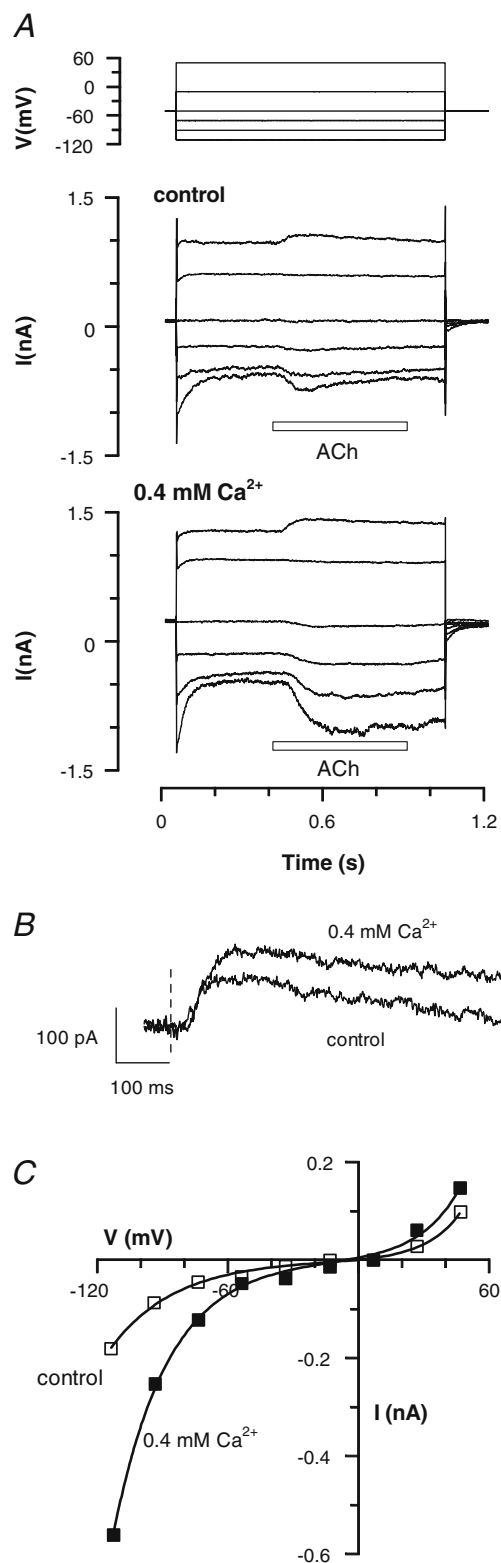 A
60
0
-60
-120
V(mV)
control
1.5
0
-1.5
I(nA)
ACh
0.4 mM Ca²⁺
1.5
0
-1.5
I(nA)
ACh
0 0.6 1.2
Time (s)
B
0.4 mM Ca²⁺
100 pA
control
100 ms
C
0.2
V (mV)
-120 -60 60
control
-0.2
I (nA)
0.4 mM Ca²⁺
-0.4
-0.6